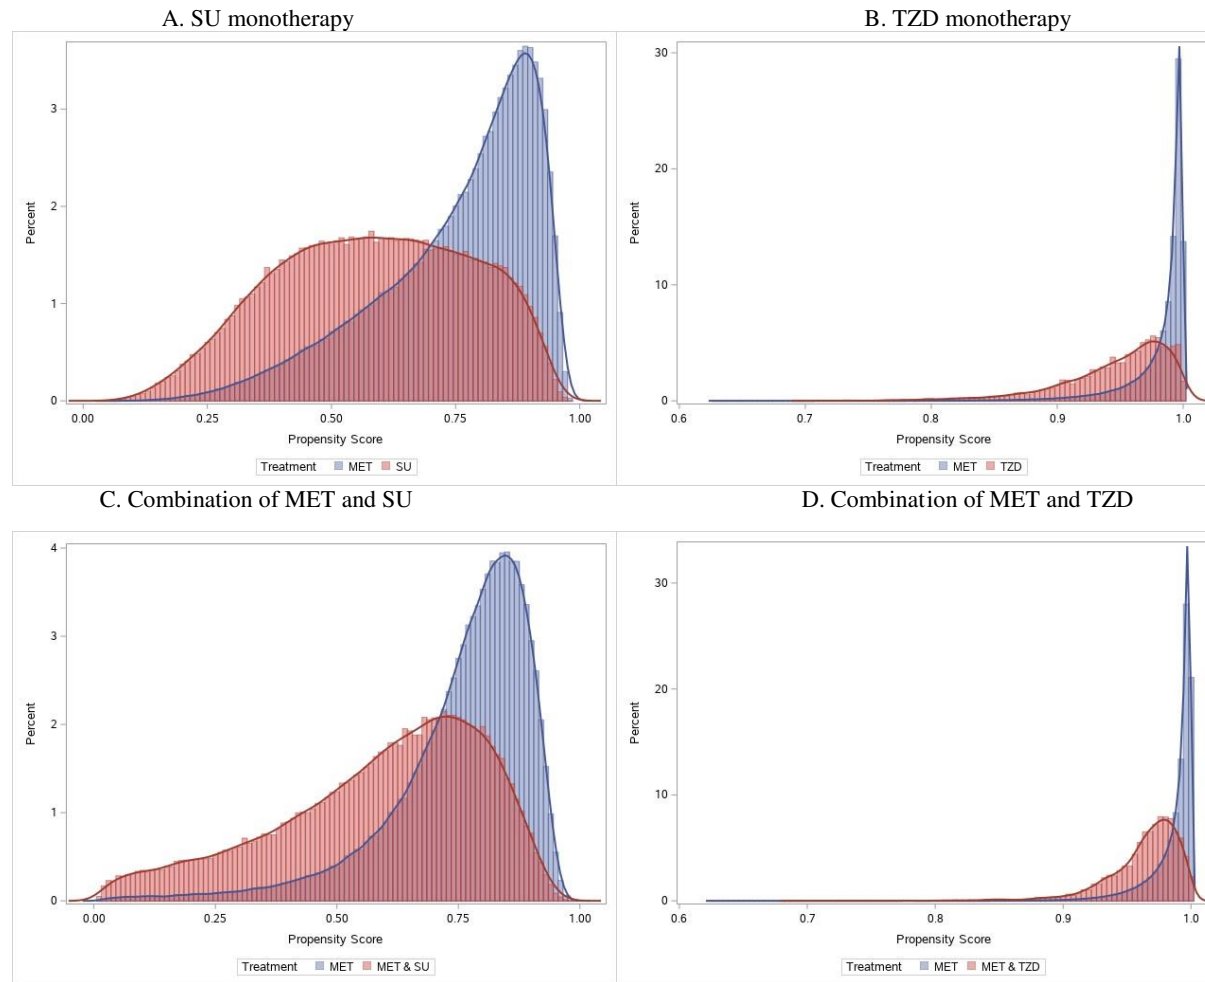 A. SU monotherapy
3
2
1
0
Percent
0.00 0.25 0.50 0.75 1.00
Propensity Score
Treatment MET SU
B. TZD monotherapy
30
20
10
0
Percent
0.6 0.7 0.8 0.9 1.0
Propensity Score
Treatment MET TZD
C. Combination of MET and SU
4
3
2
1
0
Percent
0.00 0.25 0.50 0.75 1.00
Propensity Score
Treatment MET MET & SU
D. Combination of MET and TZD
30
20
10
0
Percent
0.6 0.7 0.8 0.9 1.0
Propensity Score
Treatment MET MET & TZD